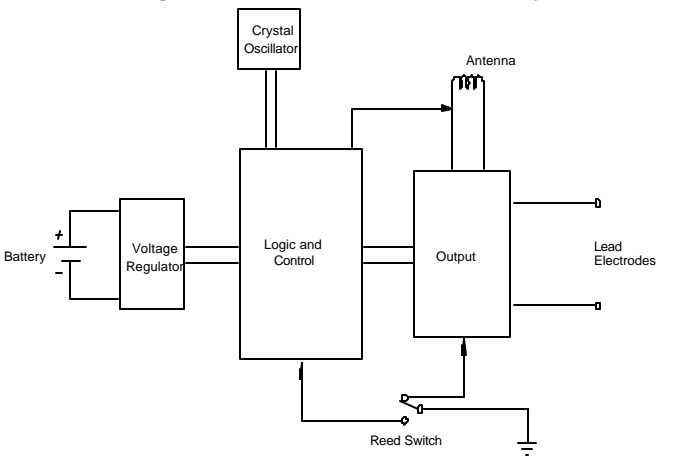 Crystal
Oscillator
Antenna
Battery
+
−
Voltage
Regulator
Logic and
Control
Output
Lead
Electrodes
Reed Switch